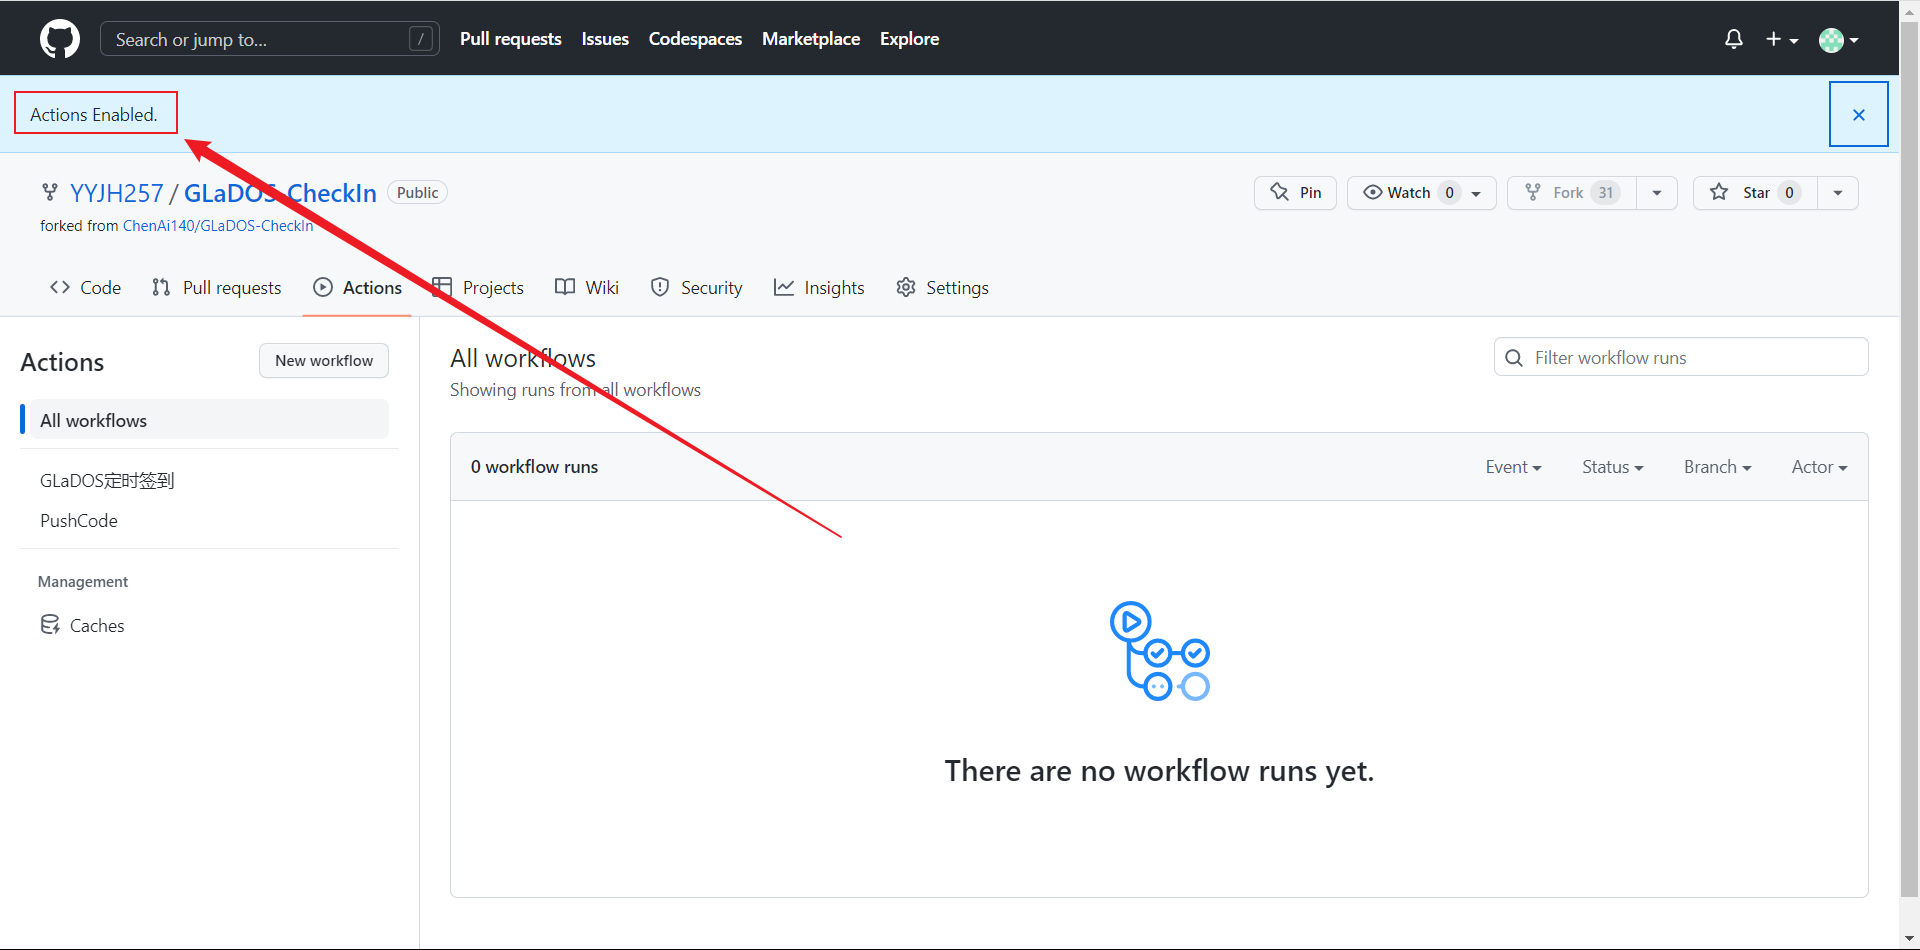 Search or jump to... / Pull requests Issues Codespaces Marketplace Explore
Actions Enabled.
YYJH257 / GLaDOS-CheckIn Public Pin Watch 0 Fork 31 Star 0
forked from ChenAi140/GLaDOS-CheckIn
Code Pull requests Actions Projects Wiki Security Insights Settings
Actions New workflow
All workflows
GLaDOS定时签到
PushCode
Management
Caches
All workflows Filter workflow runs
Showing runs from all workflows
0 workflow runs Event Status Branch Actor
There are no workflow runs yet.